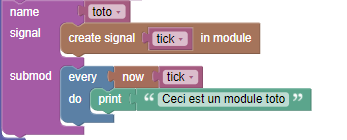 name toto
signal create signal tick in module
submod every now tick
do print “ Ceci est un module toto ”